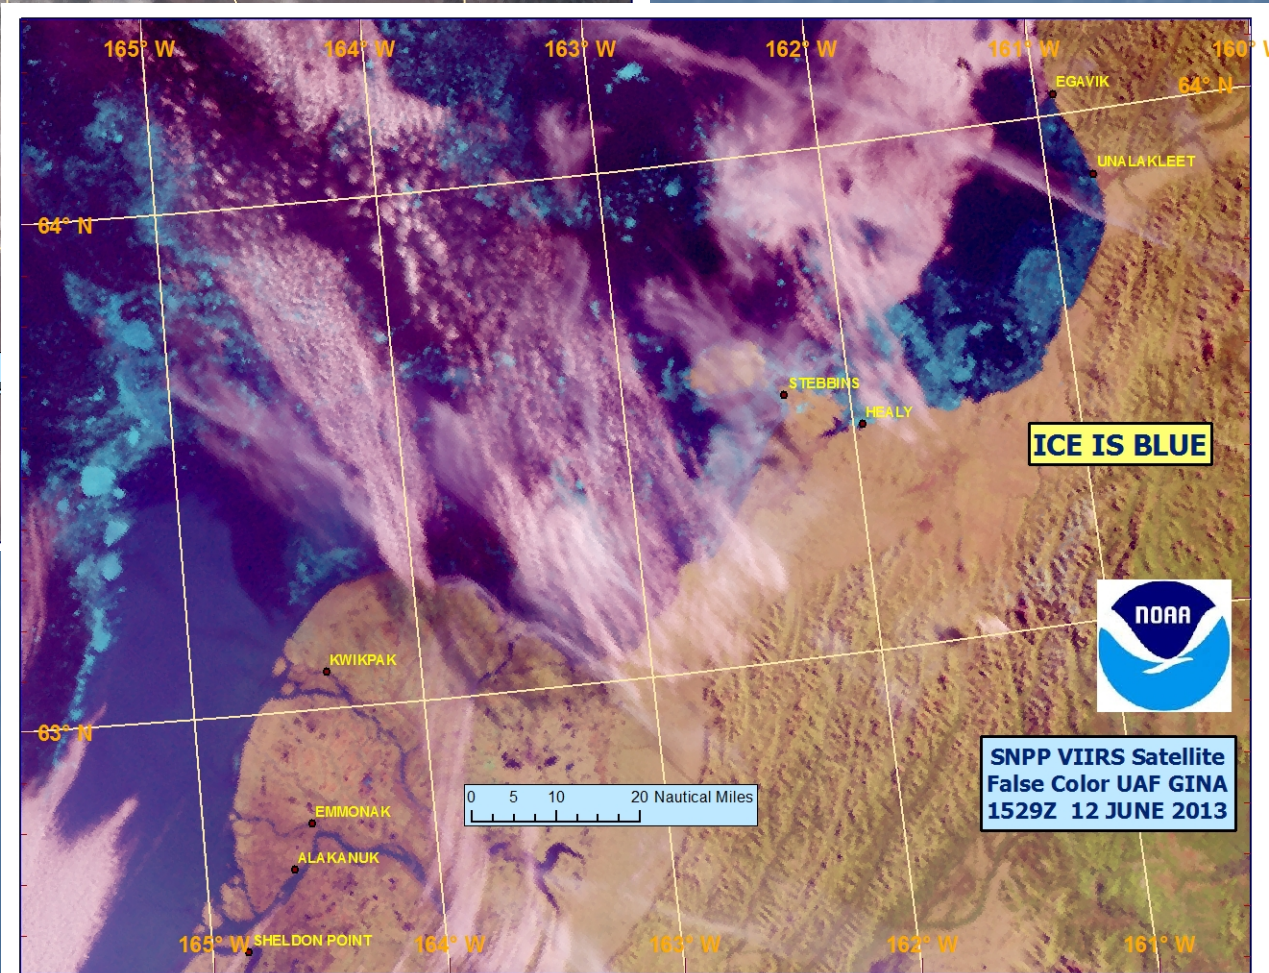 165° W 164° W 163° W 162° W 161° W 160° W
EGAVIK
64° N
UNALAKLEET
64° N
STEBBINS
HEALY
ICE IS BLUE
NOAA
KWIKPAK
63° N
SNPP VIIRS Satellite
False Color UAF GINA
1529Z 12 JUNE 2013
0 5 10 20 Nautical Miles
EMMONAK
ALAKANUK
SHELDON POINT
165° W 164° W 163° W 162° W 161° W